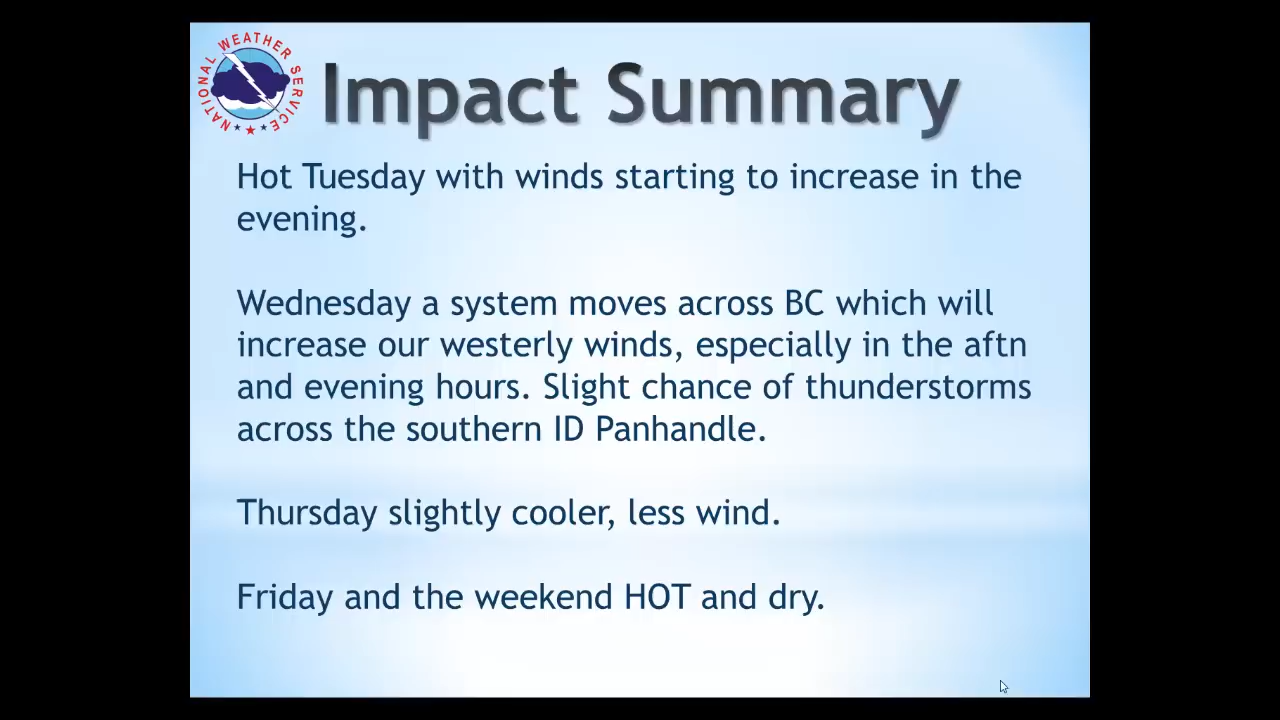 NATIONAL WEATHER SERVICE
Impact Summary
Hot Tuesday with winds starting to increase in the
evening.
Wednesday a system moves across BC which will
increase our westerly winds, especially in the aftn
and evening hours. Slight chance of thunderstorms
across the southern ID Panhandle.
Thursday slightly cooler, less wind.
Friday and the weekend HOT and dry.